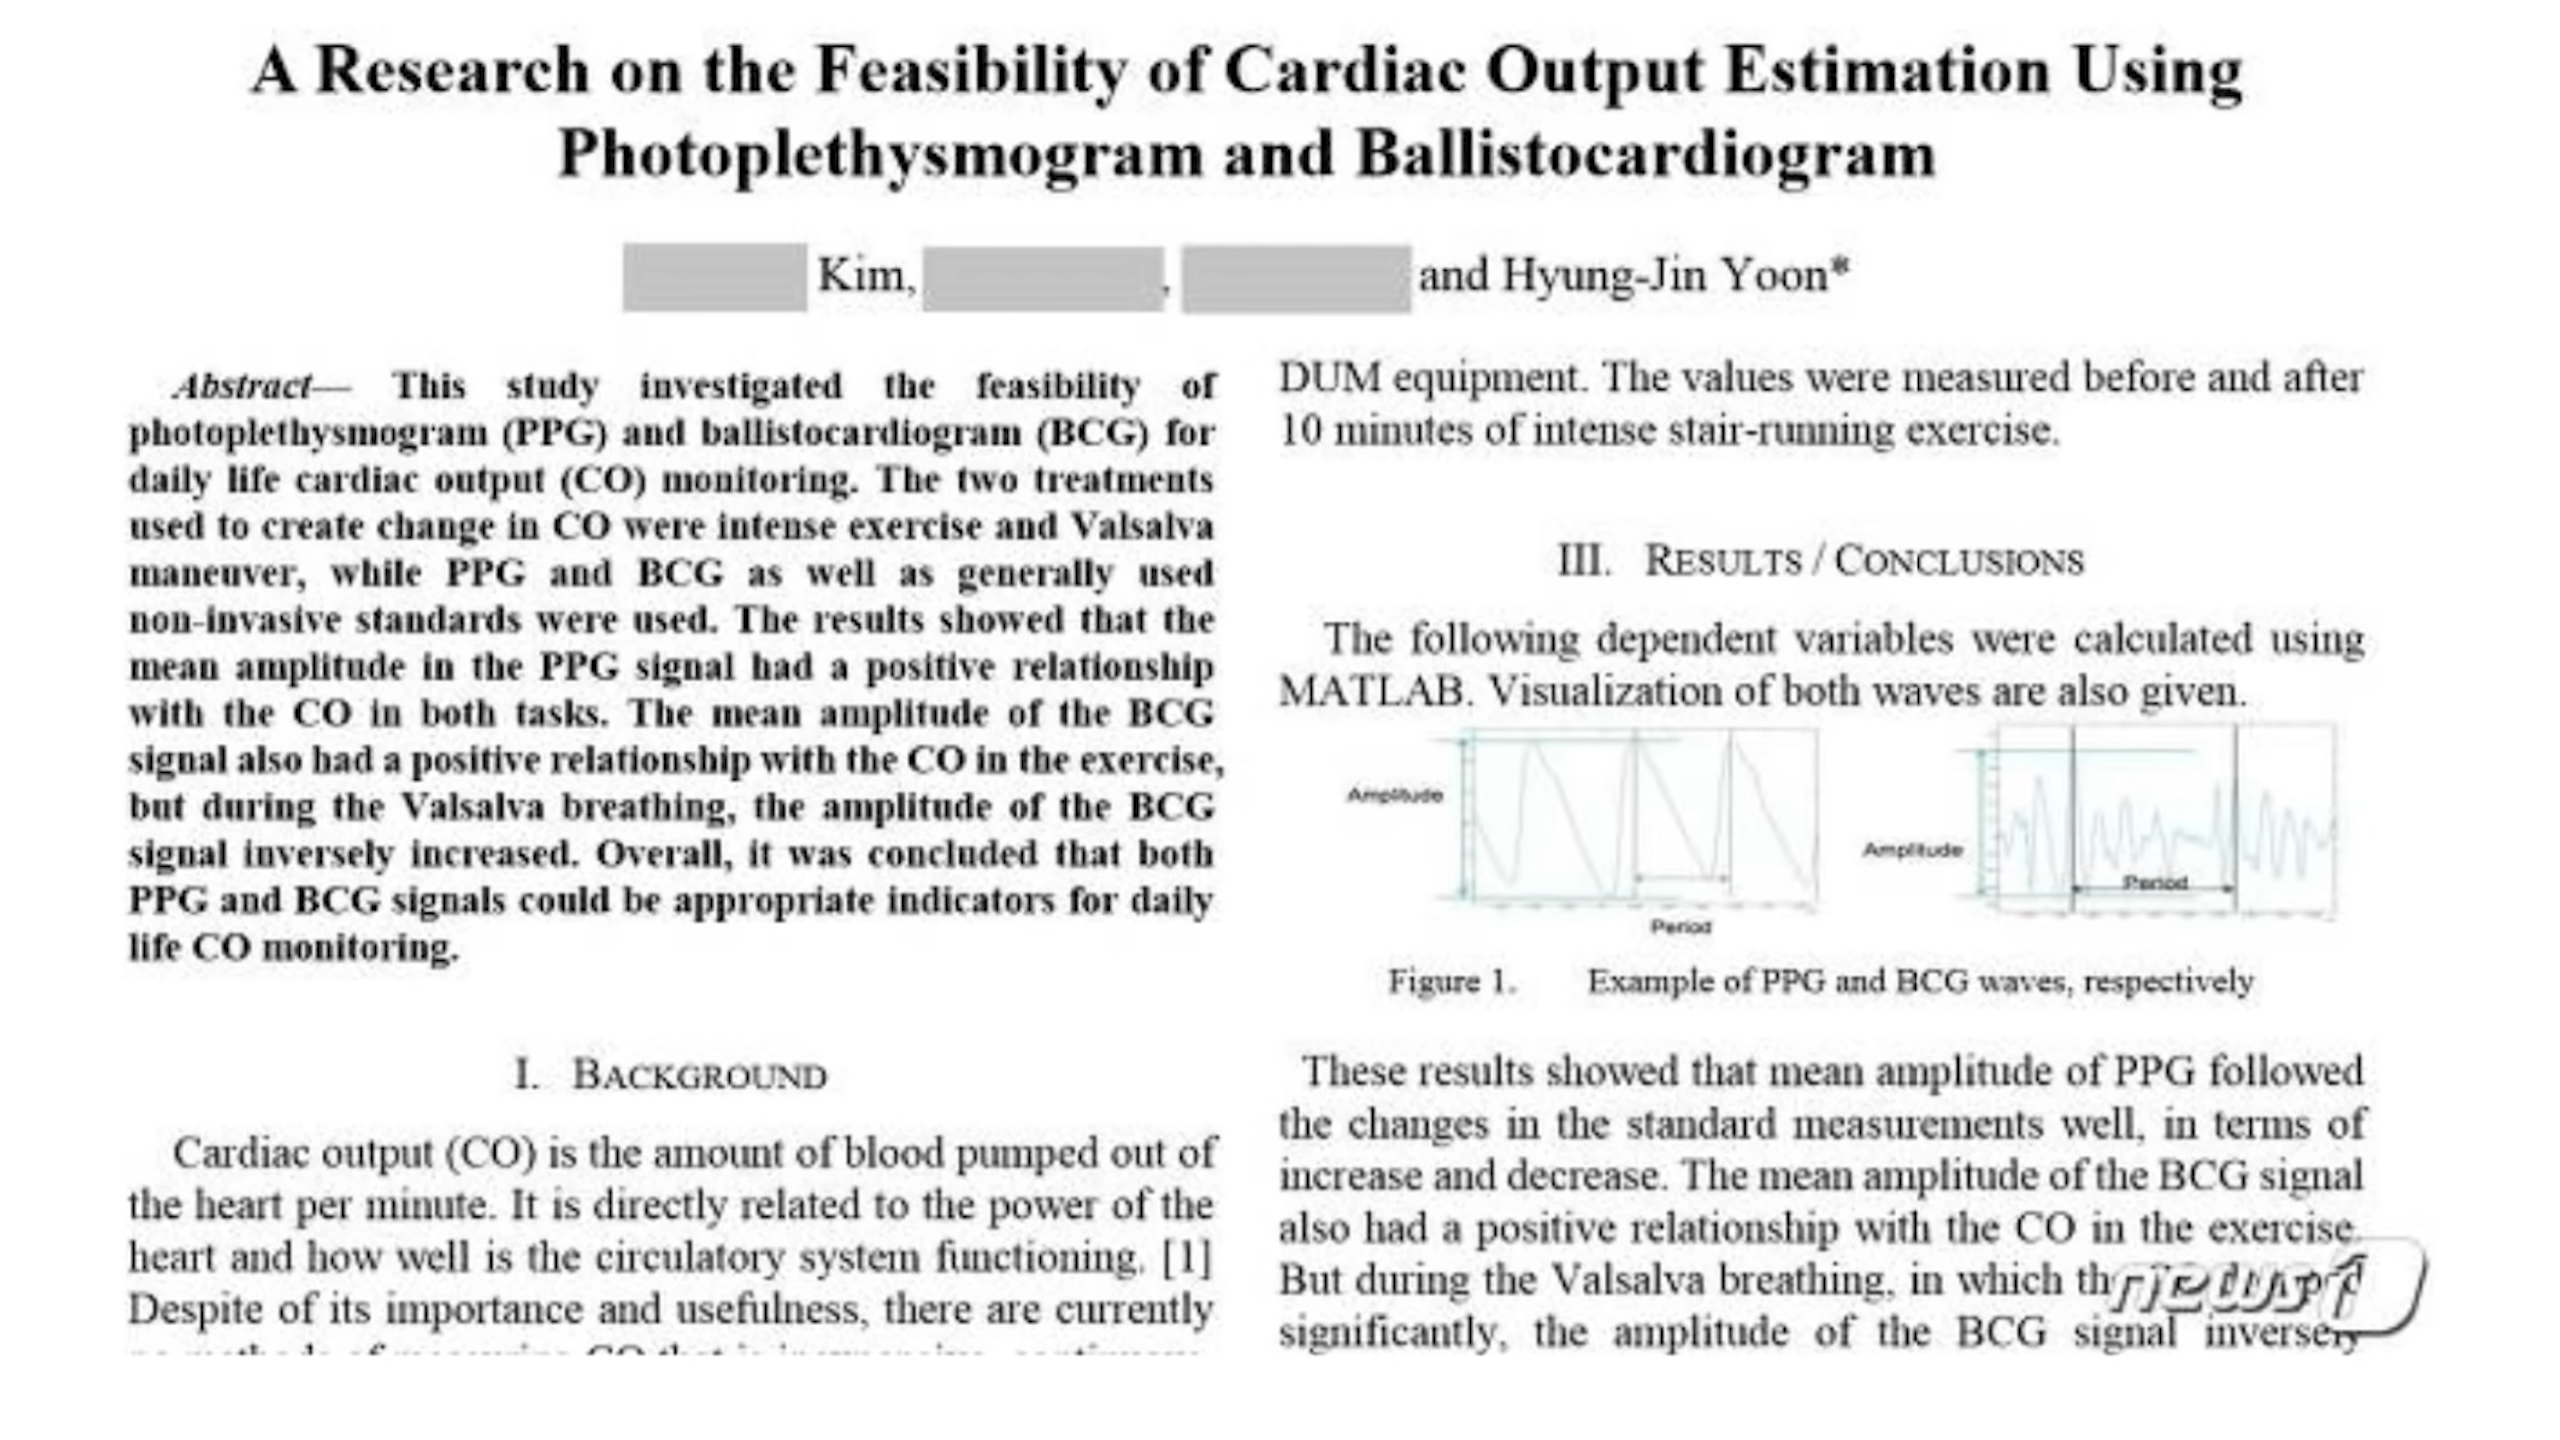 A Research on the Feasibility of Cardiac Output Estimation Using
Photoplethysmogram and Ballistocardiogram
Kim, , and Hyung-Jin Yoon*
Abstract— This study investigated the feasibility of
photoplethysmogram (PPG) and ballistocardiogram (BCG) for
daily life cardiac output (CO) monitoring. The two treatments
used to create change in CO were intense exercise and Valsalva
maneuver, while PPG and BCG as well as generally used
non-invasive standards were used. The results showed that the
mean amplitude in the PPG signal had a positive relationship
with the CO in both tasks. The mean amplitude of the BCG
signal also had a positive relationship with the CO in the exercise,
but during the Valsalva breathing, the amplitude of the BCG
signal inversely increased. Overall, it was concluded that both
PPG and BCG signals could be appropriate indicators for daily
life CO monitoring.
I. BACKGROUND
Cardiac output (CO) is the amount of blood pumped out of
the heart per minute. It is directly related to the power of the
heart and how well is the circulatory system functioning. [1]
Despite of its importance and usefulness, there are currently
DUM equipment. The values were measured before and after
10 minutes of intense stair-running exercise.
III. RESULTS / CONCLUSIONS
The following dependent variables were calculated using
MATLAB. Visualization of both waves are also given.
Amplitude
Period
Amplitude
Period
Figure 1. Example of PPG and BCG waves, respectively
These results showed that mean amplitude of PPG followed
the changes in the standard measurements well, in terms of
increase and decrease. The mean amplitude of the BCG signal
also had a positive relationship with the CO in the exercise.
But during the Valsalva breathing, in which
significantly, the amplitude of the BCG signal inversely
news1